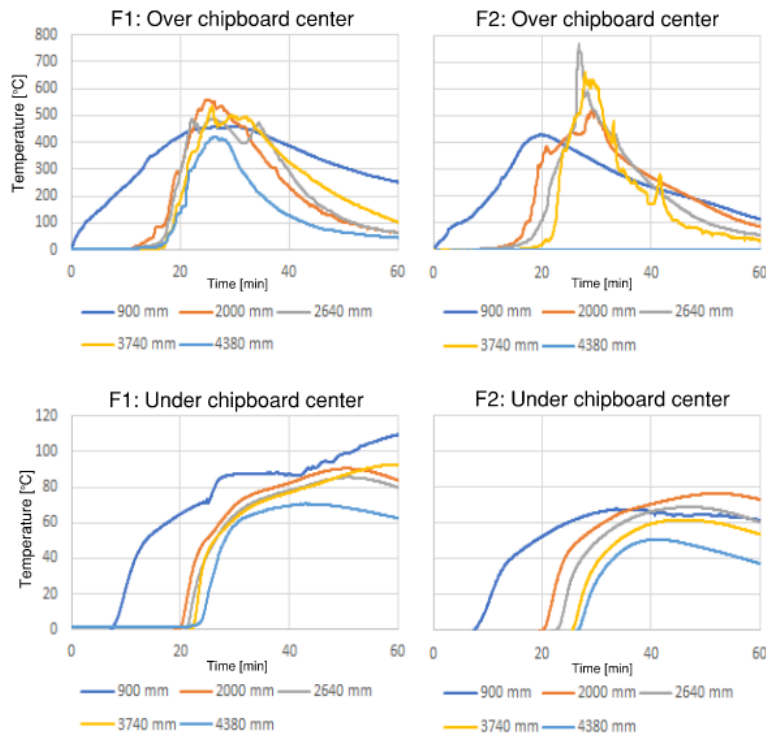 F1: Over chipboard center
F2: Over chipboard center
Temperature [°C]
800
700
600
500
400
300
200
100
0
0 20 40 60
Time [min]
0 20 40 60
Time [min]
900 mm 2000 mm 2640 mm
3740 mm 4380 mm
900 mm 2000 mm 2640 mm
3740 mm 4380 mm
F1: Under chipboard center
F2: Under chipboard center
Temperature [°C]
120
100
80
60
40
20
0
0 20 40 60
Time [min]
0 20 40 60
Time [min]
900 mm 2000 mm 2640 mm
3740 mm 4380 mm
900 mm 2000 mm 2640 mm
3740 mm 4380 mm